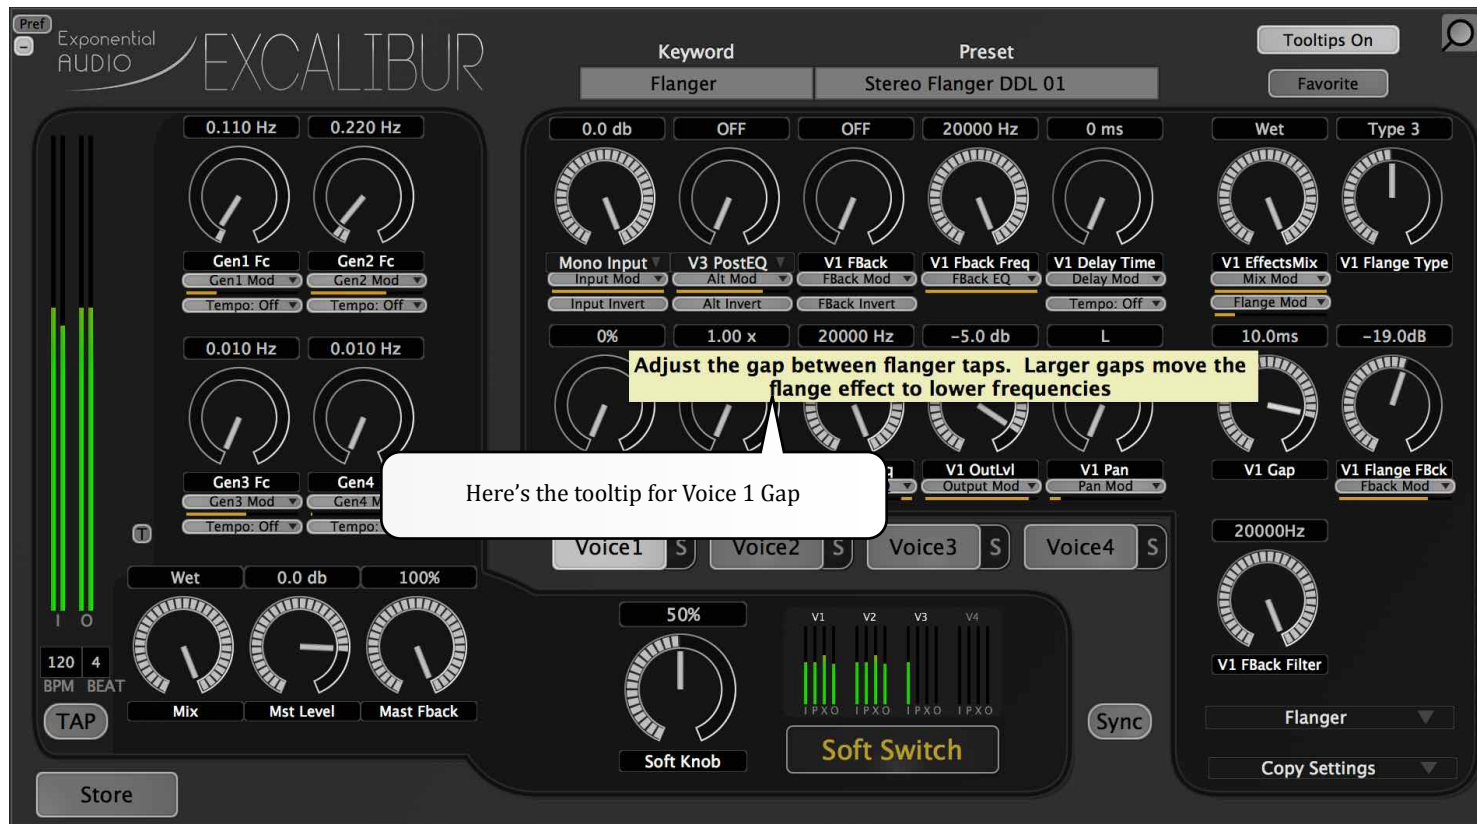 Pref
−
Exponential
AUDIO
EXCALIBUR
Keyword
Preset
Flanger
Stereo Flanger DDL 01
Tooltips On
Favorite
0.110 Hz
0.220 Hz
Gen1 Fc
Gen2 Fc
Gen1 Mod
Gen2 Mod
Tempo: Off
Tempo: Off
0.010 Hz
0.010 Hz
Gen3 Fc
Gen4
Gen3 Mod
Gen4 M
Tempo: Off
Tempo:
T
I O
120 4
BPM BEAT
TAP
Wet
0.0 db
100%
Mix
Mst Level
Mast Fback
Store
0.0 db
OFF
OFF
20000 Hz
0 ms
Mono Input
V3 PostEQ
V1 FBack
V1 Fback Freq
V1 Delay Time
Input Mod
Alt Mod
FBack Mod
FBack EQ
Delay Mod
Input Invert
Alt Invert
FBack Invert
Tempo: Off
0%
1.00 x
20000 Hz
−5.0 db
L
Adjust the gap between flanger taps. Larger gaps move the
flange effect to lower frequencies
Here’s the tooltip for Voice 1 Gap
q
V1 OutLvl
V1 Pan
Output Mod
Pan Mod
Voice1 S
Voice2 S
Voice3 S
Voice4 S
50%
Soft Knob
V1 V2 V3 V4
I P X O I P X O I P X O I P X O
Soft Switch
Sync
Wet
Type 3
V1 EffectsMix
V1 Flange Type
Mix Mod
Flange Mod
10.0ms
−19.0dB
V1 Gap
V1 Flange FBck
Fback Mod
20000Hz
V1 FBack Filter
Flanger
Copy Settings